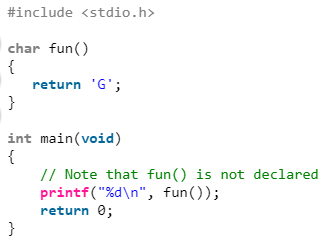 #include <stdio.h>
char fun()
{
return 'G';
}
int main(void)
{
// Note that fun() is not declared
printf("%d\n", fun());
return 0;
}